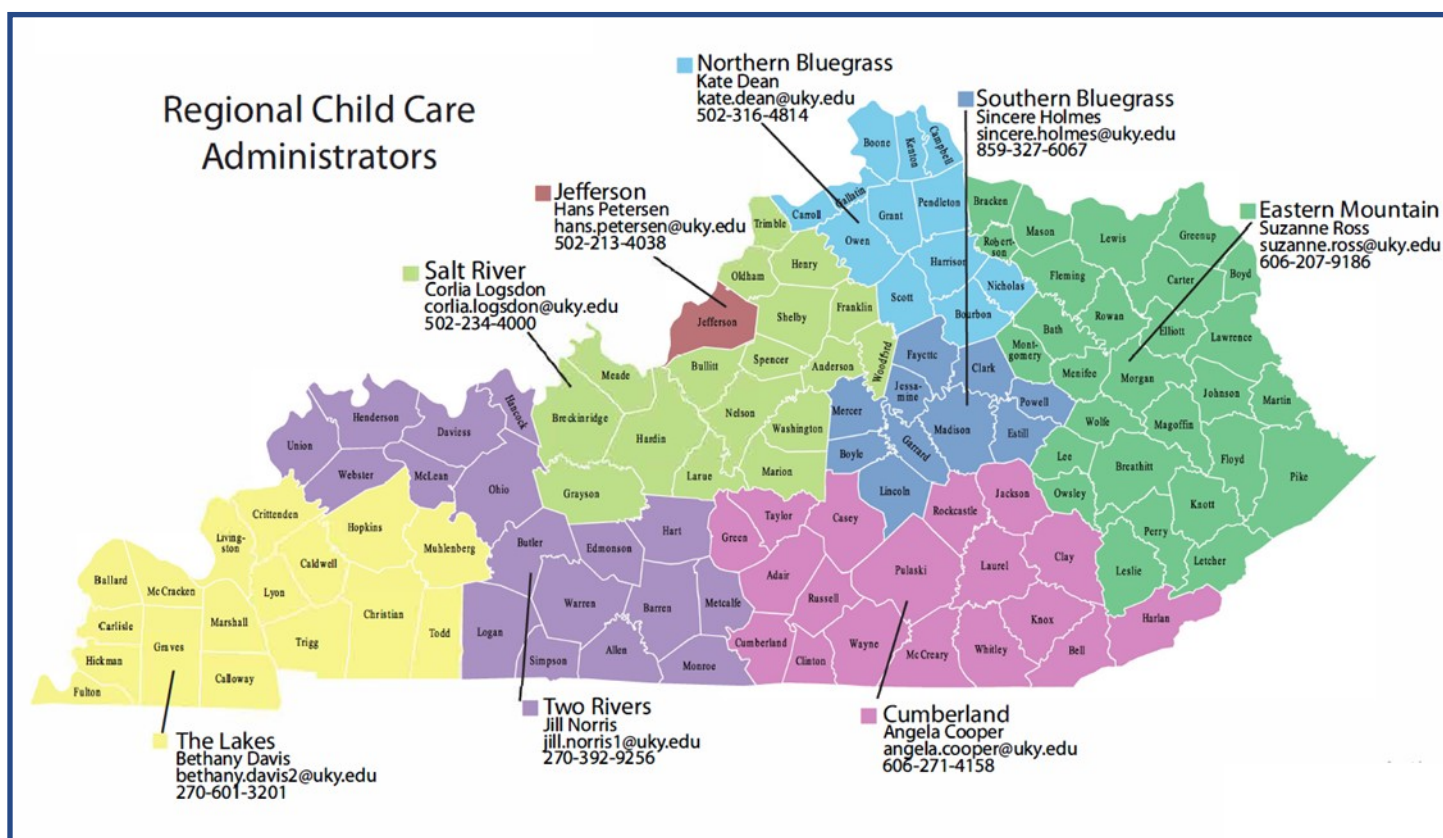 Regional Child Care
Administrators
Northern Bluegrass
Kate Dean
kate.dean@uky.edu
502-316-4814
Southern Bluegrass
Sincere Holmes
sincere.holmes@uky.edu
859-327-6067
Jefferson
Hans Petersen
hans.petersen@uky.edu
502-213-4038
Eastern Mountain
Suzanne Ross
suzanne.ross@uky.edu
606-207-9186
Salt River
Corlia Logsdon
corlia.logsdon@uky.edu
502-234-4000
Boone
Kenton
Campbell
Gallatin
Carroll
Grant
Pendleton
Owen
Harrison
Nicholas
Scott
Bourbon
Bracken
Mason
Robert-
son
Lewis
Greenup
Fleming
Carter
Boyd
Rowan
Bath
Elliott
Lawrence
Mont-
gomery
Menifee
Morgan
Johnson
Martin
Wolfe
Magoffin
Lee
Breathitt
Floyd
Pike
Owsley
Knott
Perry
Leslie
Letcher
Trimble
Oldham
Henry
Jefferson
Shelby
Franklin
Bullitt
Spencer
Anderson
Woodford
Meade
Breckinridge
Hardin
Nelson
Washington
Larue
Marion
Grayson
Fayette
Clark
Jessa-
mine
Powell
Mercer
Madison
Estill
Boyle
Garrard
Lincoln
Hancock
Henderson
Daviess
Union
Webster
McLean
Ohio
Butler
Edmonson
Hart
Warren
Barren
Metcalfe
Logan
Simpson
Allen
Monroe
Crittenden
Hopkins
Living-
ston
Caldwell
Muhlenberg
Ballard
McCracken
Lyon
Christian
Carlisle
Marshall
Todd
Graves
Trigg
Hickman
Calloway
Fulton
Taylor
Casey
Rockcastle
Jackson
Green
Adair
Pulaski
Laurel
Clay
Russell
Knox
Harlan
Cumberland
Wayne
Clinton
McCreary
Whitley
Bell
The Lakes
Bethany Davis
bethany.davis2@uky.edu
270-601-3201
Two Rivers
Jill Norris
jill.norris1@uky.edu
270-392-9256
Cumberland
Angela Cooper
angela.cooper@uky.edu
606-271-4158